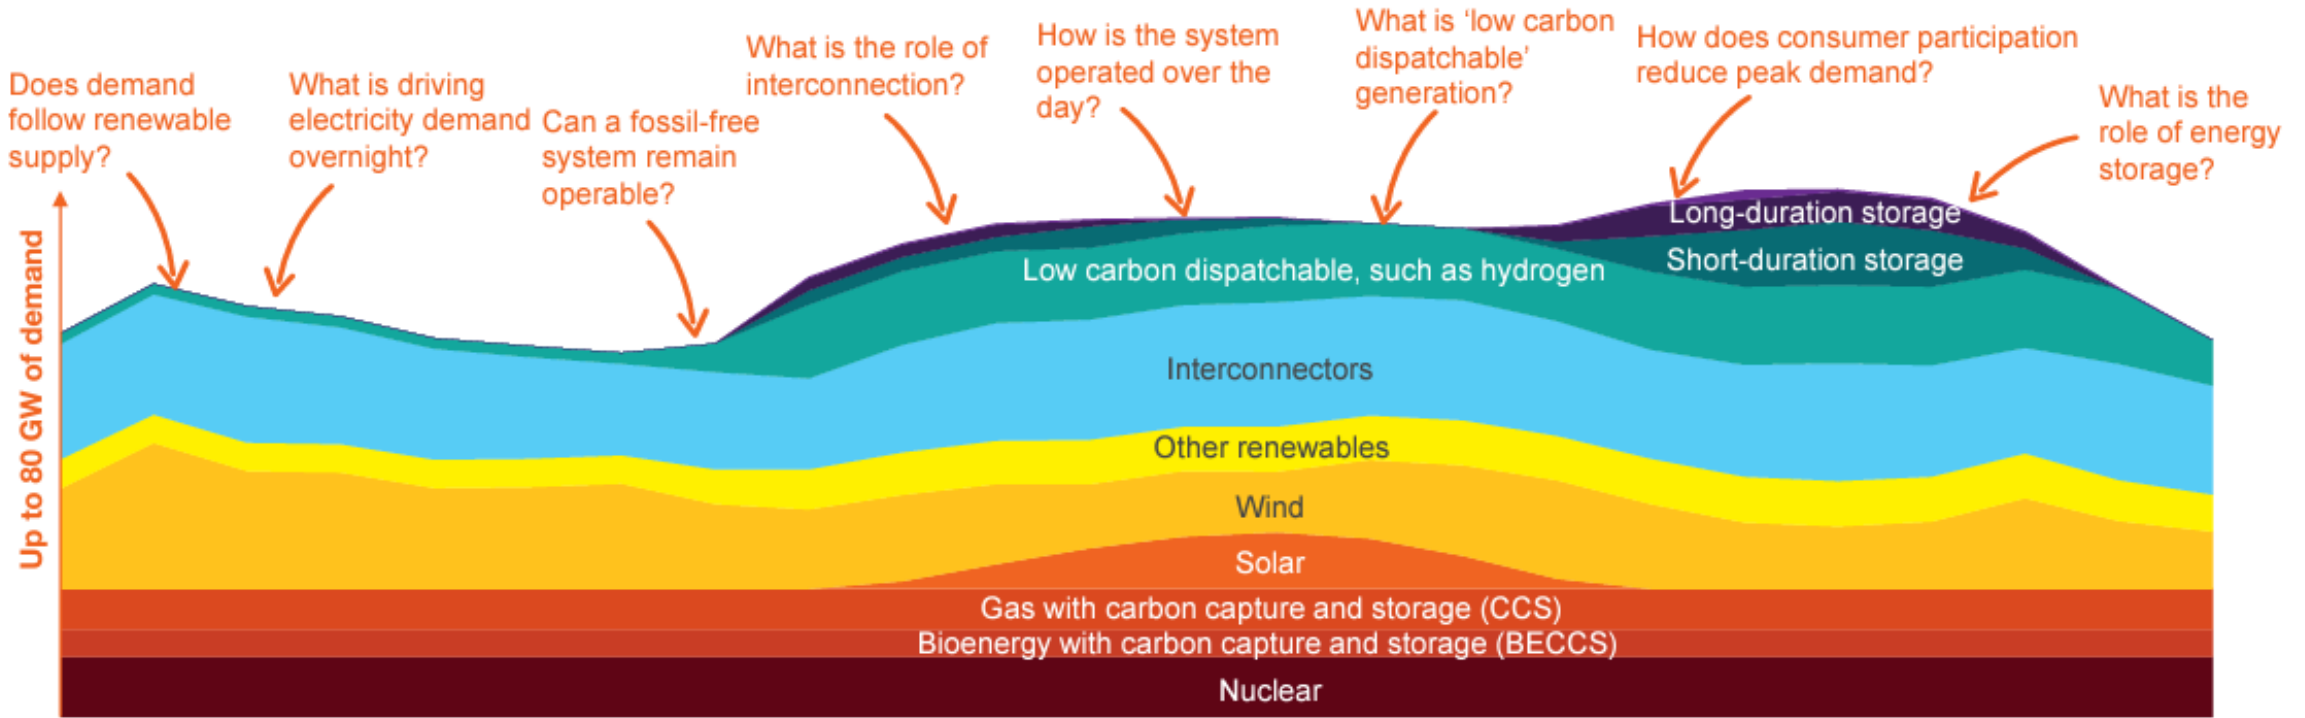 Does demand
follow renewable
supply?
What is driving
electricity demand
overnight?
Can a fossil-free
system remain
operable?
What is the role of
interconnection?
How is the system
operated over the
day?
What is ‘low carbon
dispatchable’
generation?
How does consumer participation
reduce peak demand?
What is the
role of energy
storage?
Up to 80 GW of demand
Long-duration storage
Short-duration storage
Low carbon dispatchable, such as hydrogen
Interconnectors
Other renewables
Wind
Solar
Gas with carbon capture and storage (CCS)
Bioenergy with carbon capture and storage (BECCS)
Nuclear